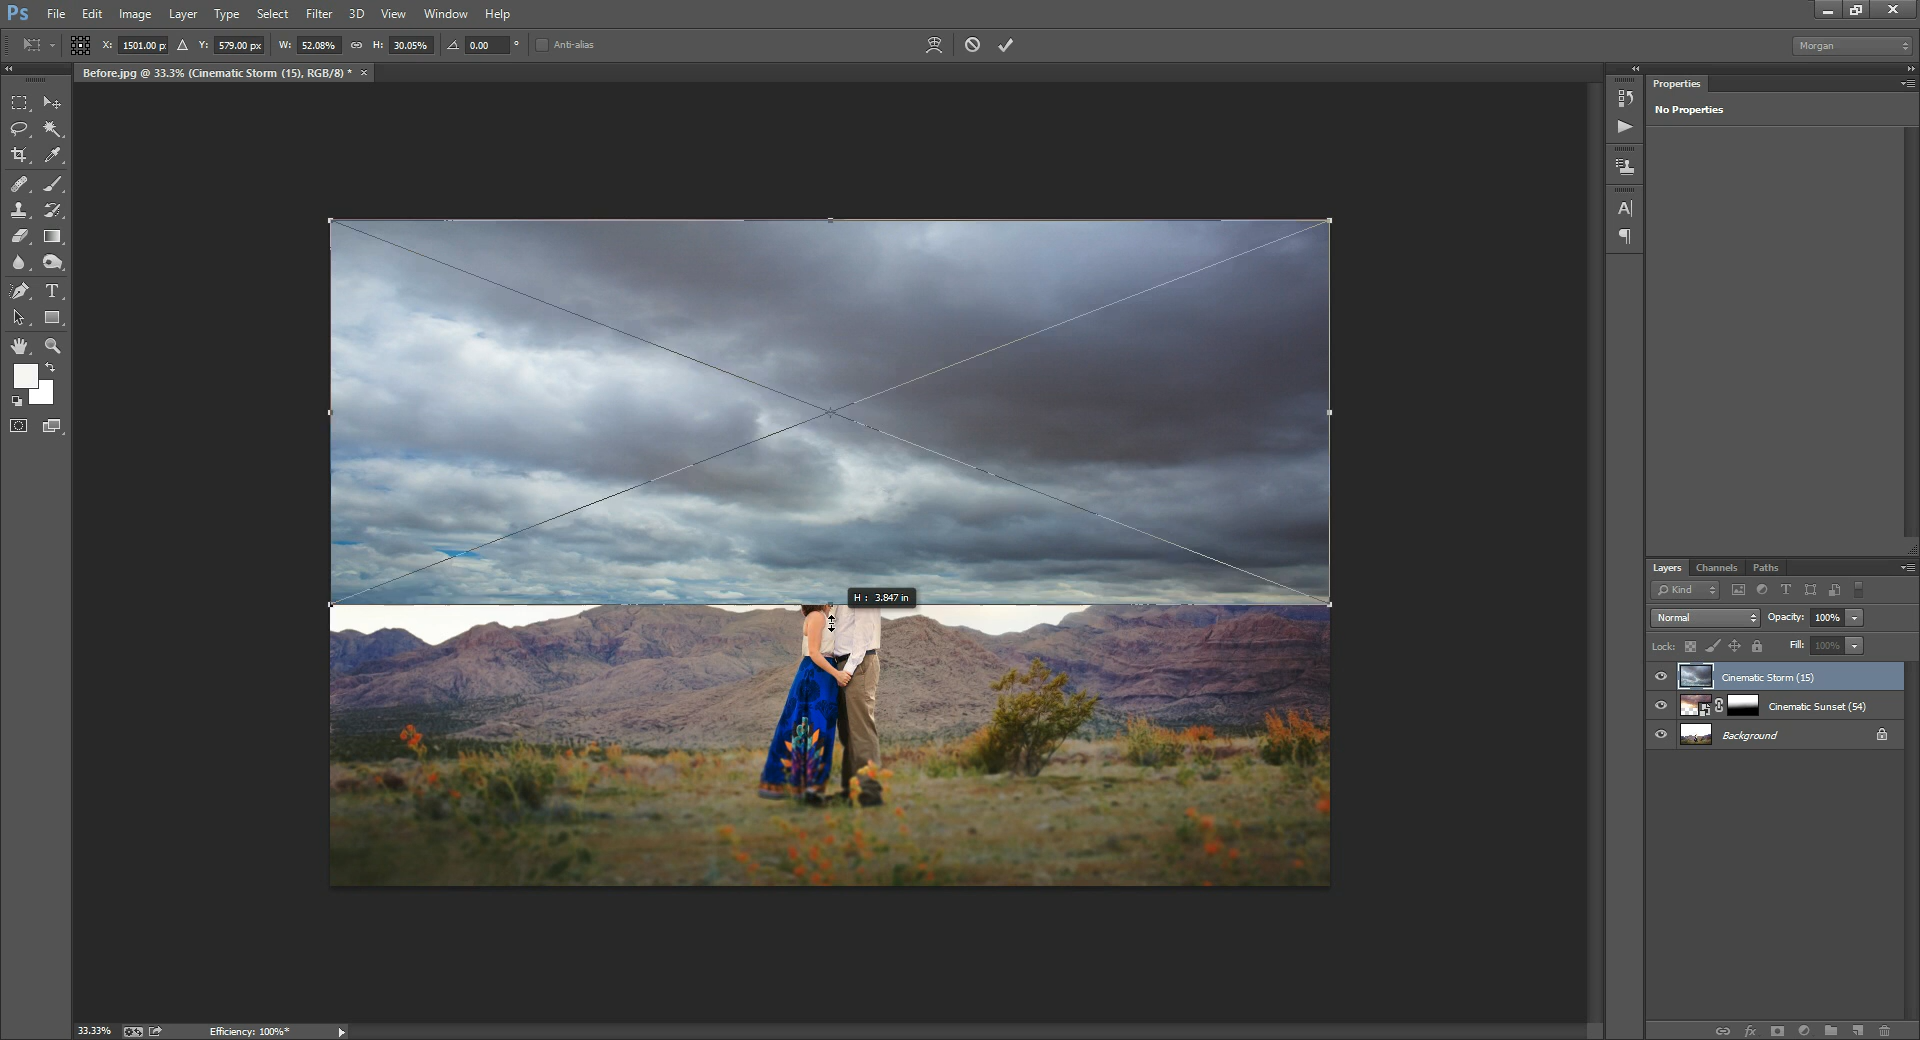 Ps File Edit Image Layer Type Select Filter 3D View Window Help
X: 1501.00 p Y: 579.00 px W: 52.08% H: 30.05% 0.00 ° Anti-alias Morgan
Before.jpg @ 33.3% (Cinematic Storm (15), RGB/8) * ×
Properties
No Properties
H : 3.847 in
Layers Channels Paths
Kind
Normal Opacity: 100%
Lock: Fill: 100%
Cinematic Storm (15)
Cinematic Sunset (54)
Background
33.33% Efficiency: 100%*